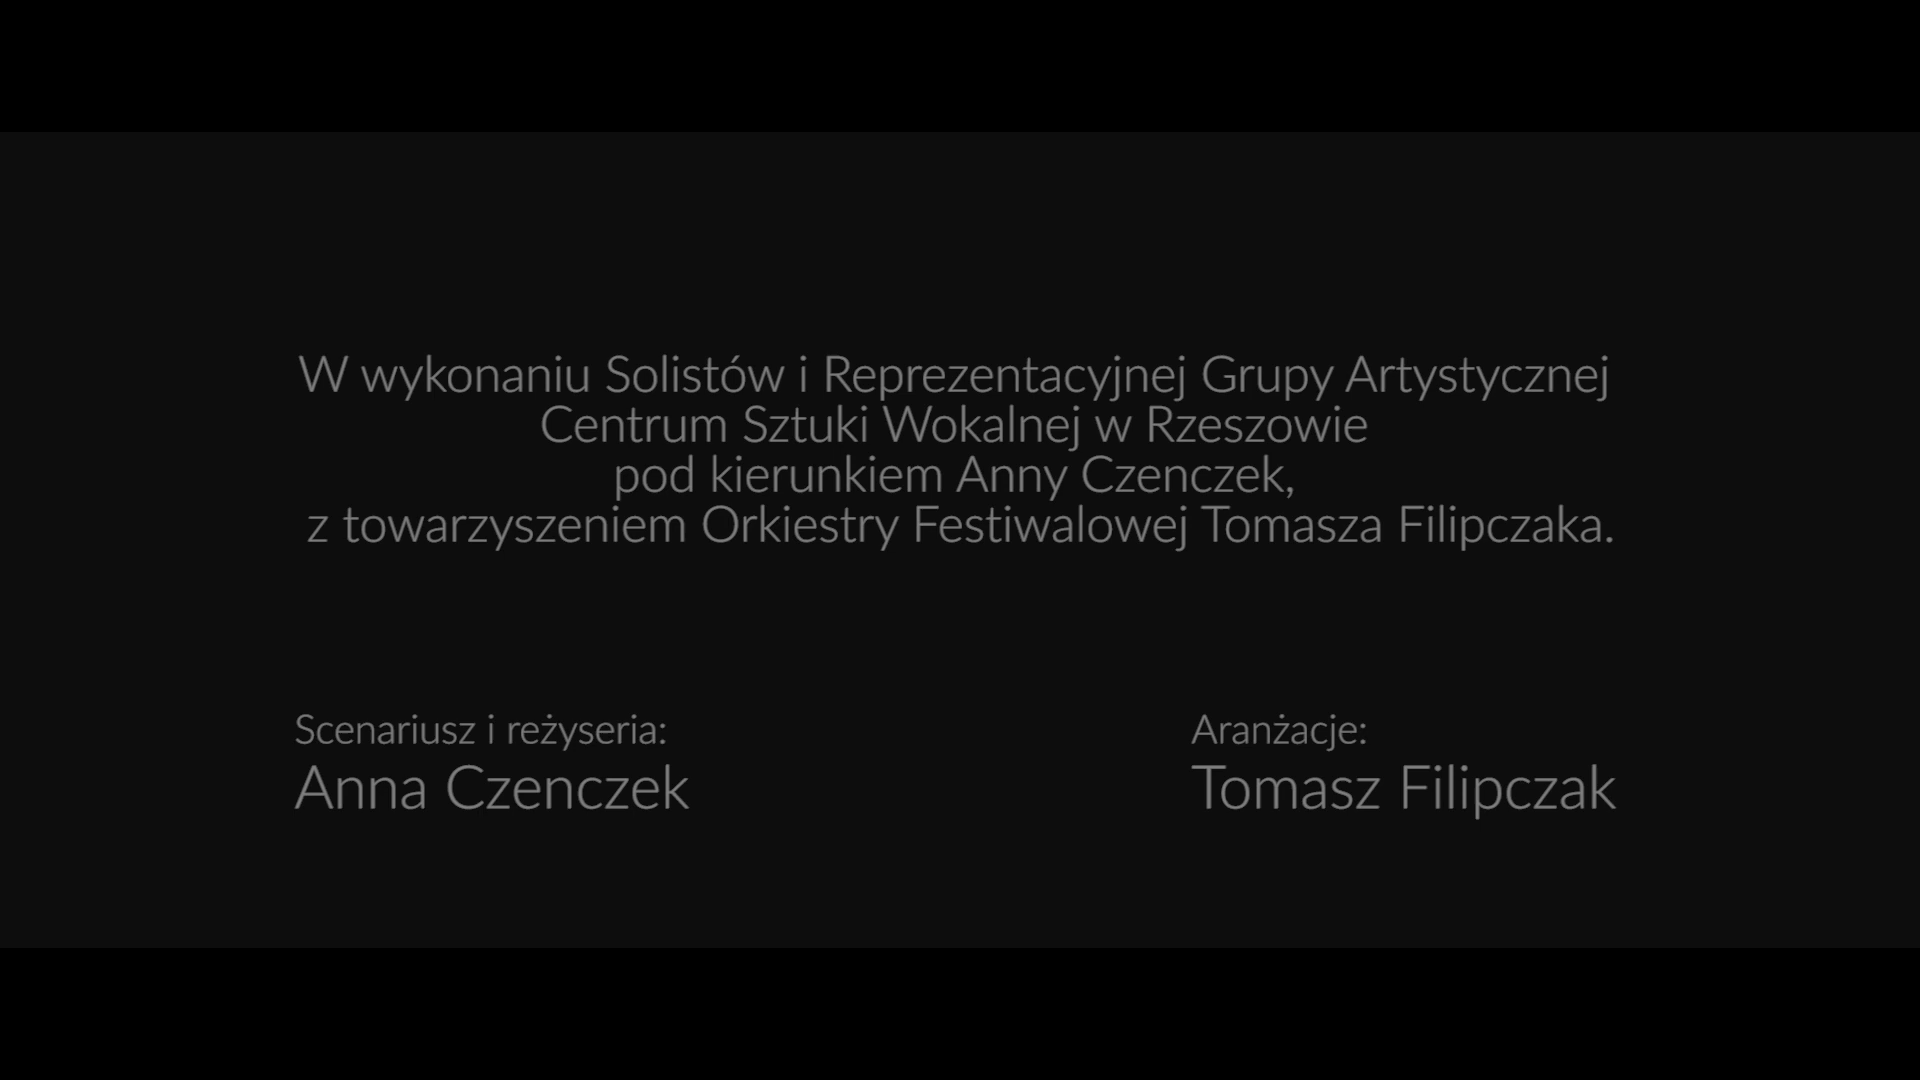 W wykonaniu Solistów i Reprezentacyjnej Grupy Artystycznej
Centrum Sztuki Wokalnej w Rzeszowie
pod kierunkiem Anny Czenczek,
z towarzyszeniem Orkiestry Festiwalowej Tomasza Filipczaka.
Scenariusz i reżyseria:
Anna Czenczek
Aranżacje:
Tomasz Filipczak